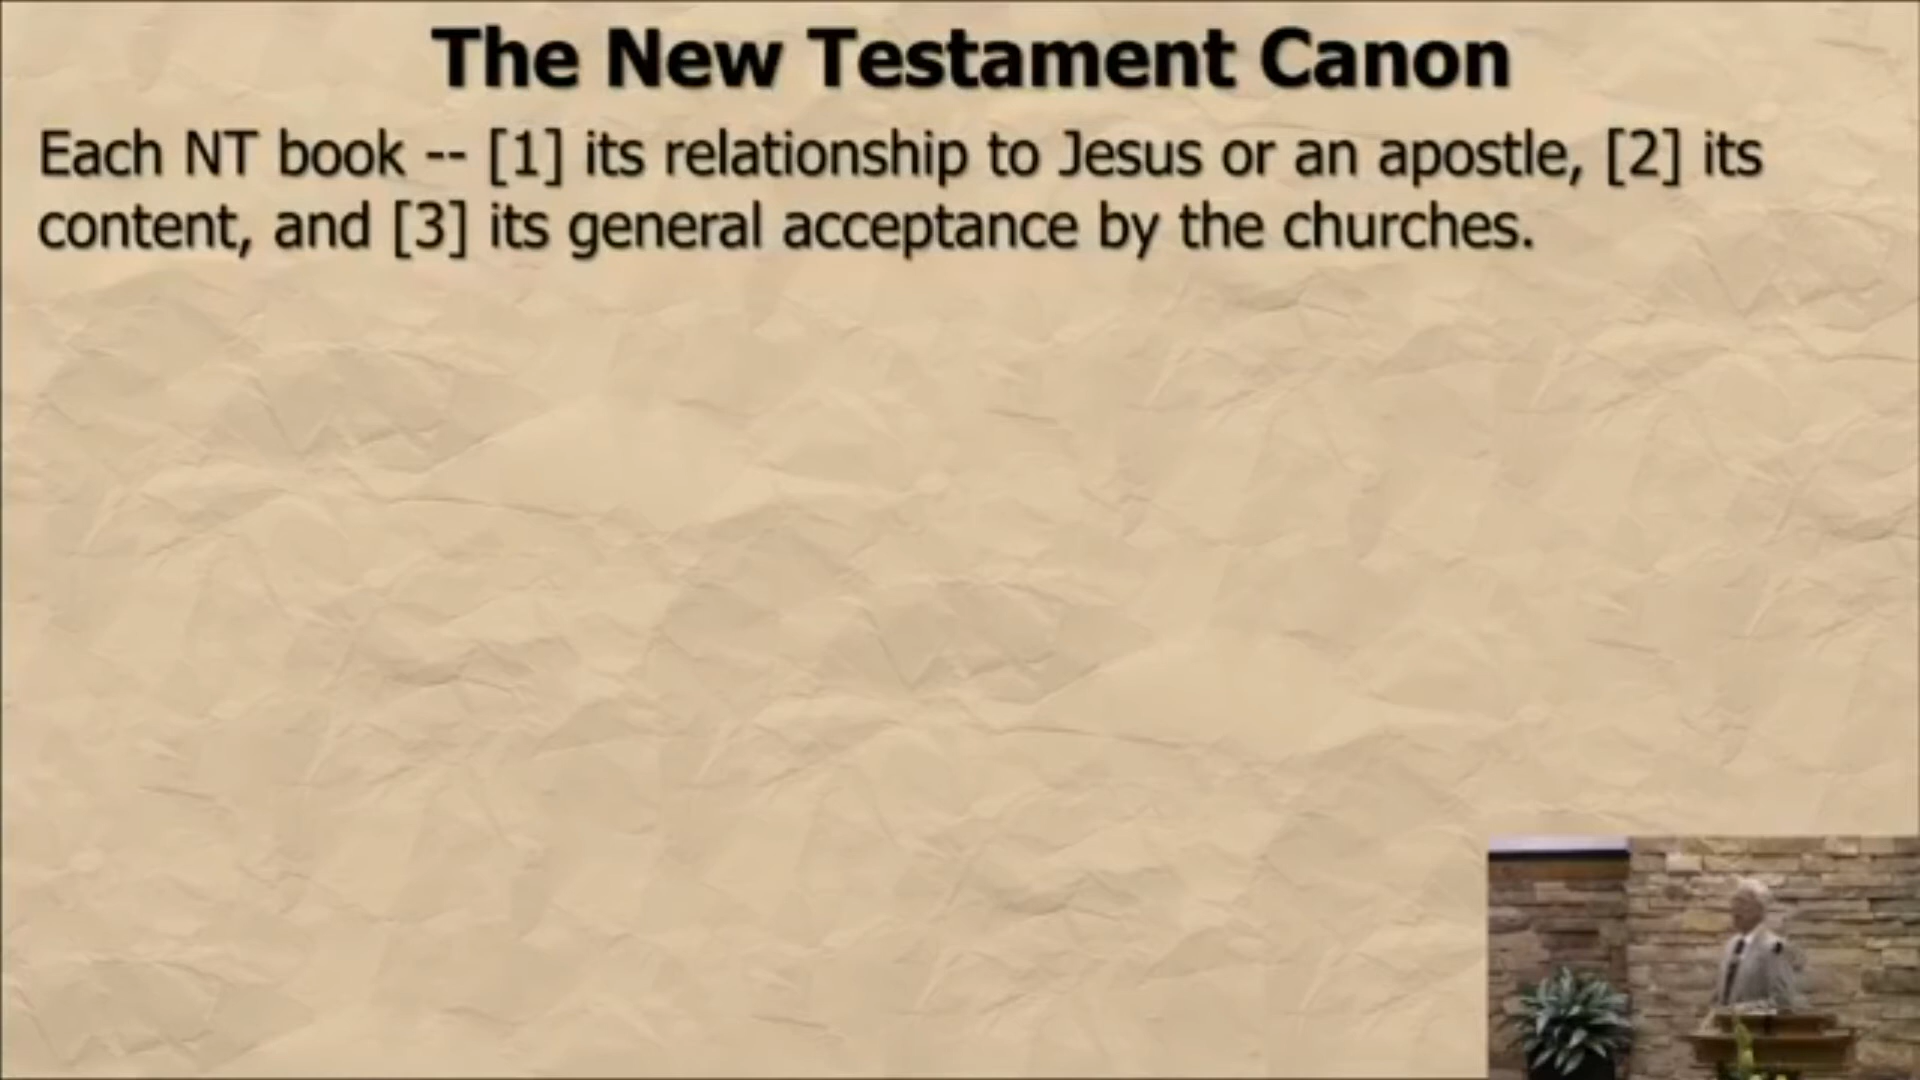 The New Testament Canon
Each NT book -- [1] its relationship to Jesus or an apostle, [2] its
content, and [3] its general acceptance by the churches.